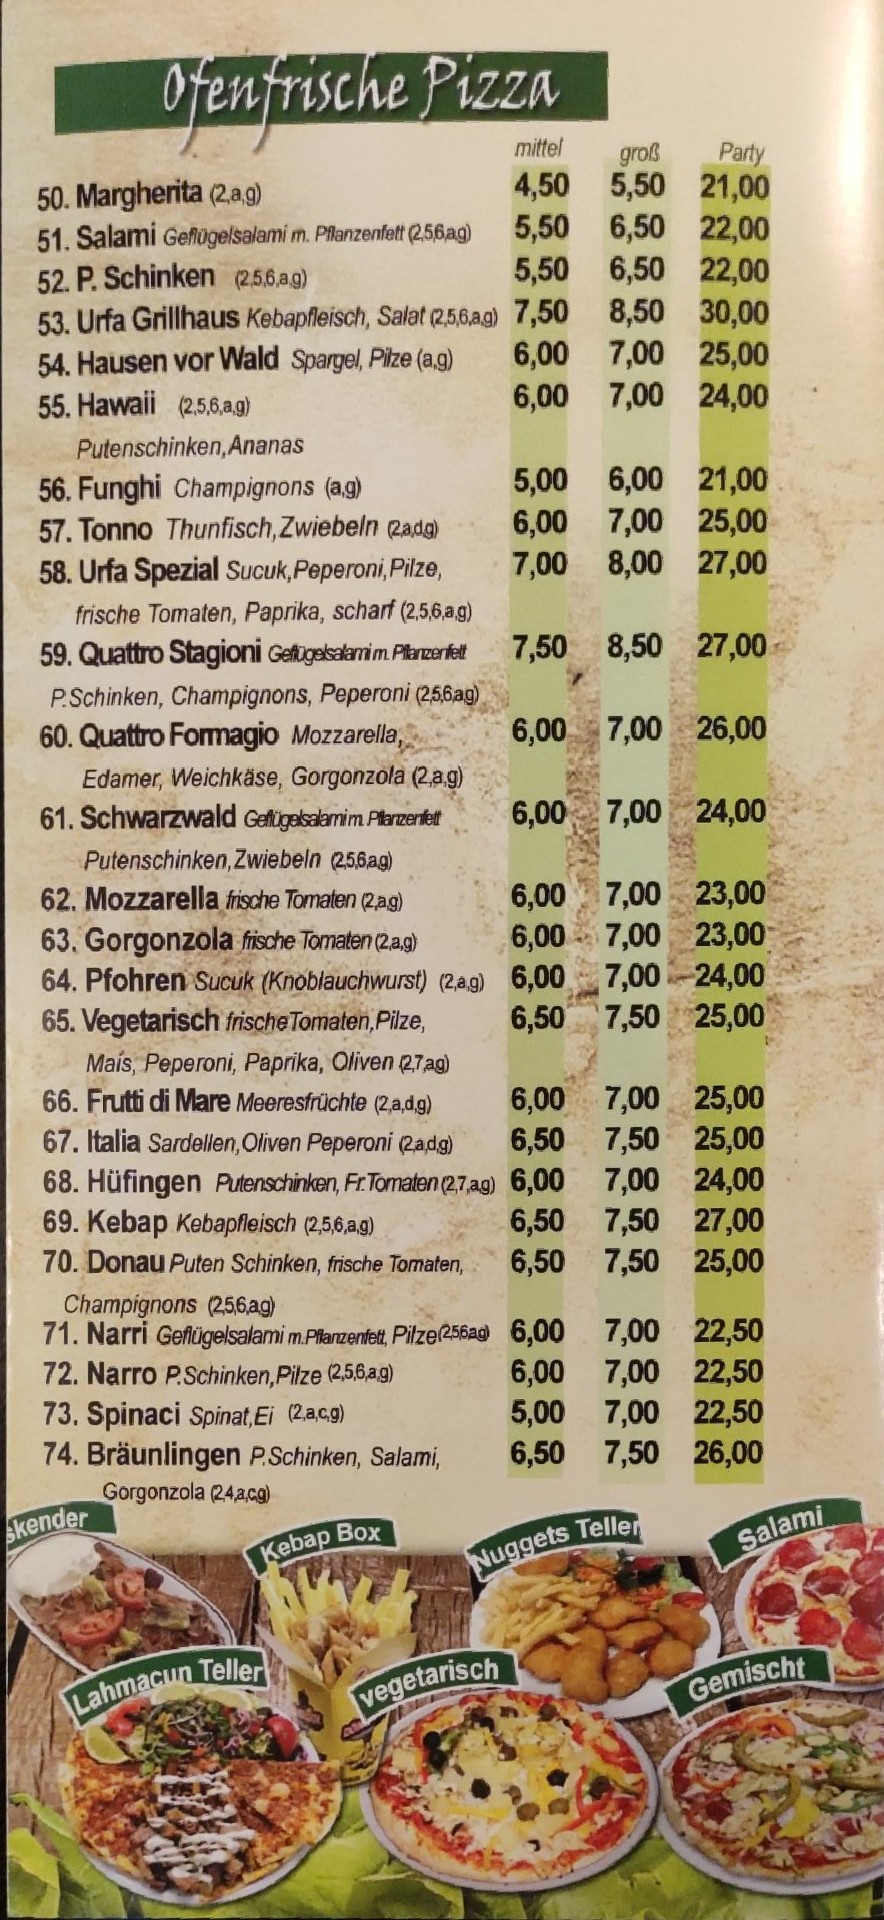 Ofenfrische Pizza
mittel groß Party
50. Margherita (2,a,g) 4,50 5,50 21,00
51. Salami Geflügelsalami m. Pflanzenfett (2,5,6,a,g) 5,50 6,50 22,00
52. P. Schinken (2,5,6,a,g) 5,50 6,50 22,00
53. Urfa Grillhaus Kebapfleisch, Salat (2,5,6,a,g) 7,50 8,50 30,00
54. Hausen vor Wald Spargel, Pilze (a,g) 6,00 7,00 25,00
55. Hawaii (2,5,6,a,g) 6,00 7,00 24,00
Putenschinken, Ananas
56. Funghi Champignons (a,g) 5,00 6,00 21,00
57. Tonno Thunfisch, Zwiebeln (2,a,d,g) 6,00 7,00 25,00
58. Urfa Spezial Sucuk, Peperoni, Pilze, 7,00 8,00 27,00
frische Tomaten, Paprika, scharf (2,5,6,a,g)
59. Quattro Stagioni Geflügelsalami m. Pflanzenfett 7,50 8,50 27,00
P.Schinken, Champignons, Peperoni (2,5,6,a,g)
60. Quattro Formagio Mozzarella, 6,00 7,00 26,00
Edamer, Weichkäse, Gorgonzola (2,a,g)
61. Schwarzwald Geflügelsalami m. Pflanzenfett 6,00 7,00 24,00
Putenschinken, Zwiebeln (2,5,6,a,g)
62. Mozzarella frische Tomaten (2,a,g) 6,00 7,00 23,00
63. Gorgonzola frische Tomaten (2,a,g) 6,00 7,00 23,00
64. Pfohren Sucuk (Knoblauchwurst) (2,a,g) 6,00 7,00 24,00
65. Vegetarisch frische Tomaten, Pilze, 6,50 7,50 25,00
Mais, Peperoni, Paprika, Oliven (2,7,a,g)
66. Frutti di Mare Meeresfrüchte (2,a,d,g) 6,00 7,00 25,00
67. Italia Sardellen, Oliven Peperoni (2,a,d,g) 6,50 7,50 25,00
68. Hüfingen Putenschinken, Fr.Tomaten (2,7,a,g) 6,00 7,00 24,00
69. Kebap Kebapfleisch (2,5,6,a,g) 6,50 7,50 27,00
70. Donau Puten Schinken, frische Tomaten, 6,50 7,50 25,00
Champignons (2,5,6,a,g)
71. Narri Geflügelsalami m.Pflanzenfett, Pilze (2,5,6,a,g) 6,00 7,00 22,50
72. Narro P.Schinken, Pilze (2,5,6,a,g) 6,00 7,00 22,50
73. Spinaci Spinat, Ei (2,a,c,g) 5,00 7,00 22,50
74. Bräunlingen P.Schinken, Salami, 6,50 7,50 26,00
Gorgonzola (2,4,a,c,g)
skender
Kebap Box
Nuggets Teller
Salami
Lahmacun Teller
vegetarisch
Gemischt